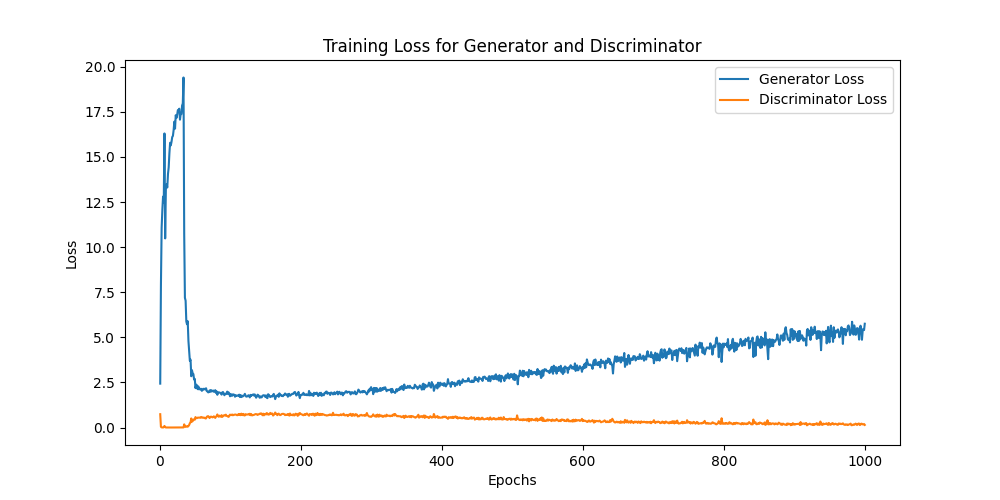 Training Loss for Generator and Discriminator
20.0
17.5
15.0
12.5
10.0
7.5
5.0
2.5
0.0
Loss
Generator Loss
Discriminator Loss
0 200 400 600 800 1000
Epochs